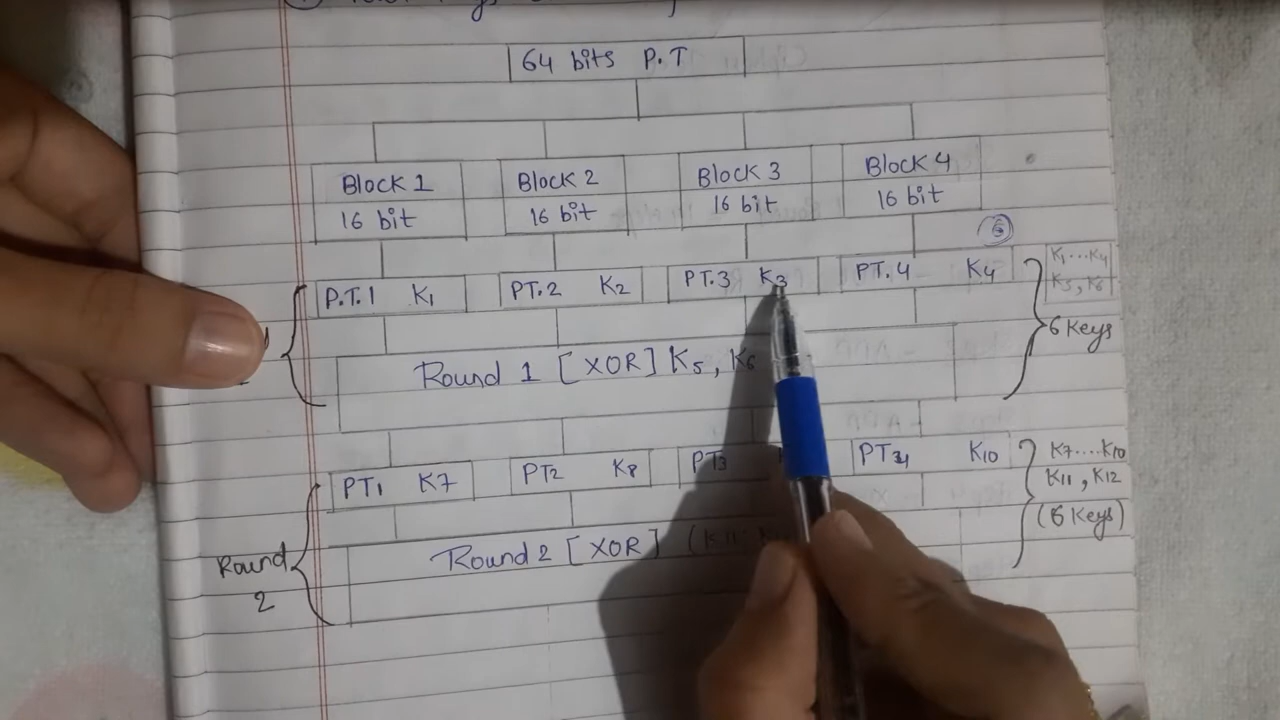 64 bits P.T
Block 1
16 bit
Block 2
16 bit
Block 3
16 bit
Block 4
16 bit
6
P.T.1 K1
PT.2 K2
PT.3 K3
PT.4 K4
K1...K4
K5, K6
6 Keys
Round 1 [XOR] K5, K6
PT1 K7
PT2 K8
PT3
PT4 K10
K7....K10
K11, K12
(6 Keys)
Round 2 [XOR] (K11
Round
2